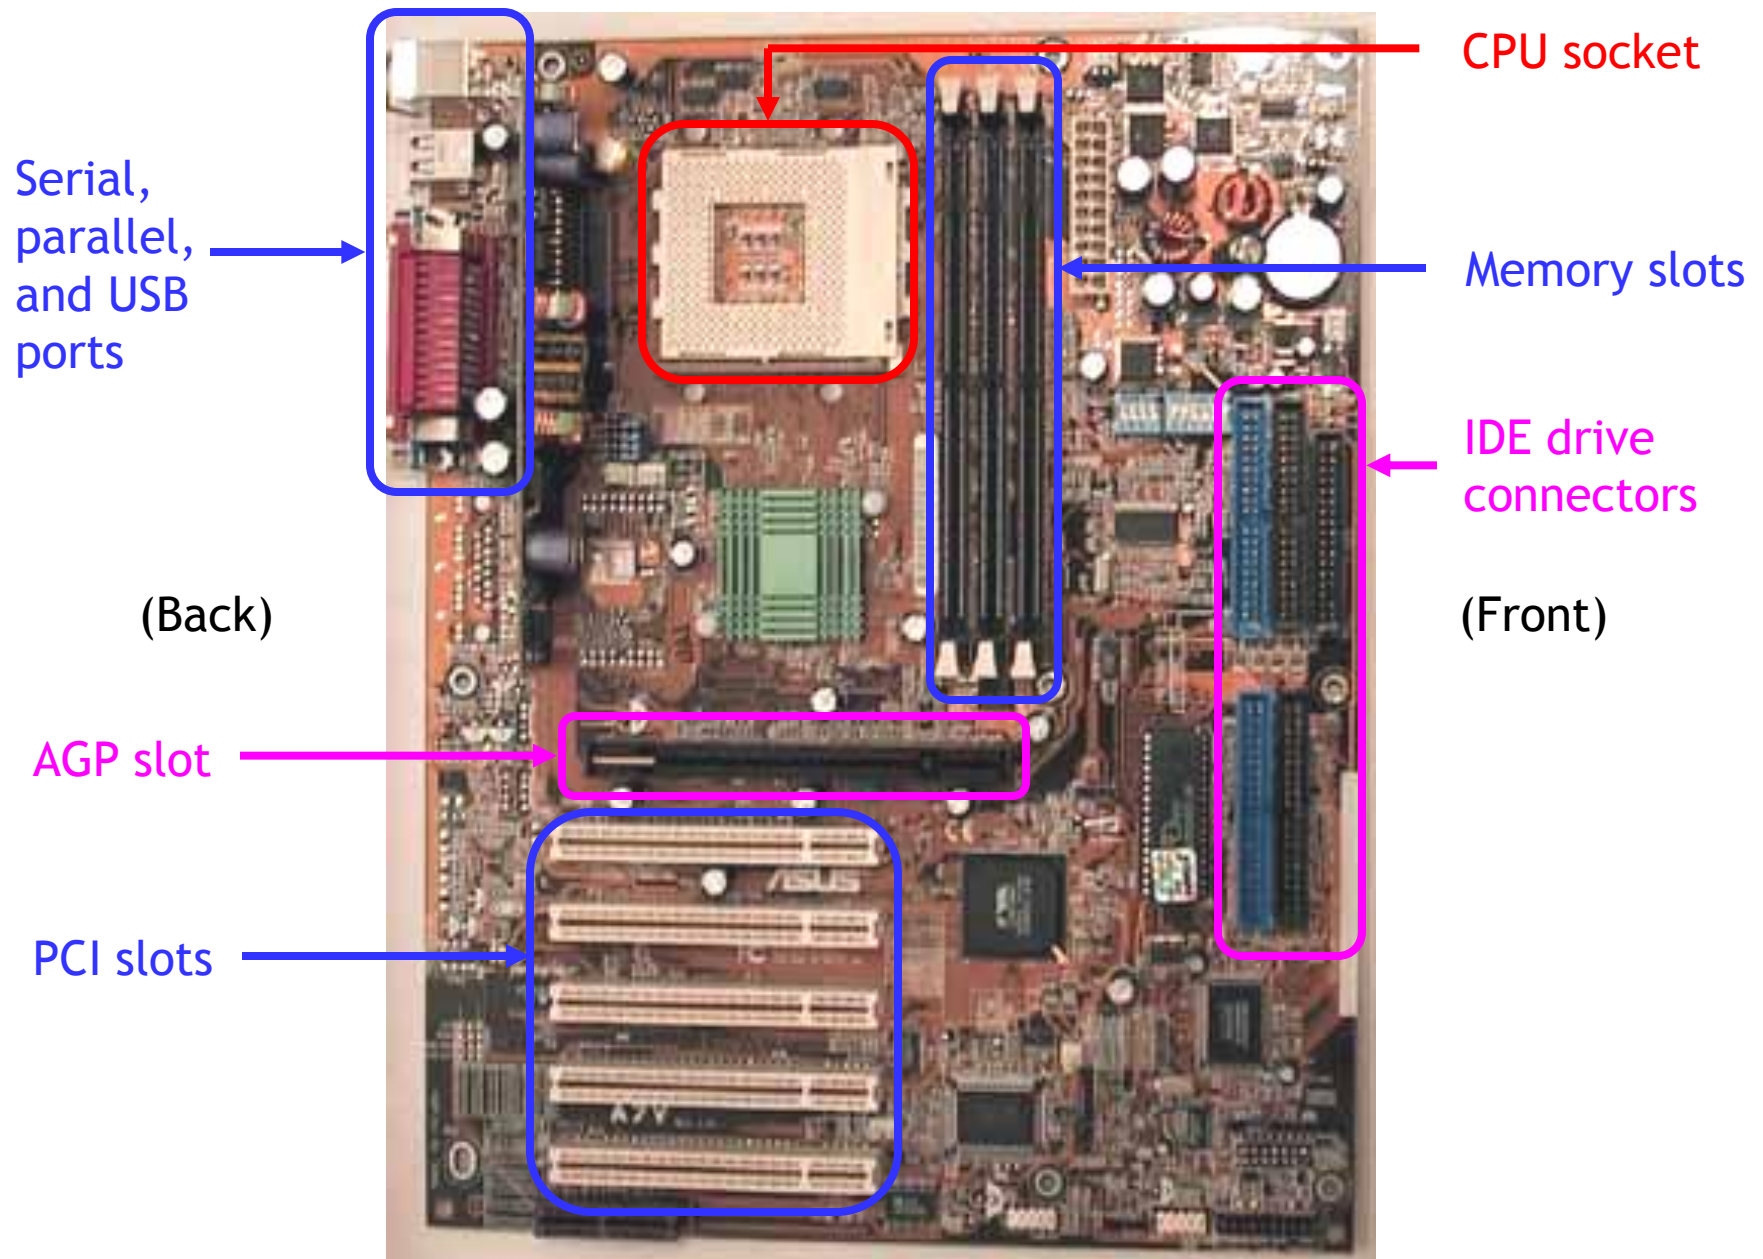 CPU socket
Serial,
parallel,
and USB
ports
Memory slots
IDE drive
connectors
(Back)
(Front)
AGP slot
PCI slots
ASUS
A7V